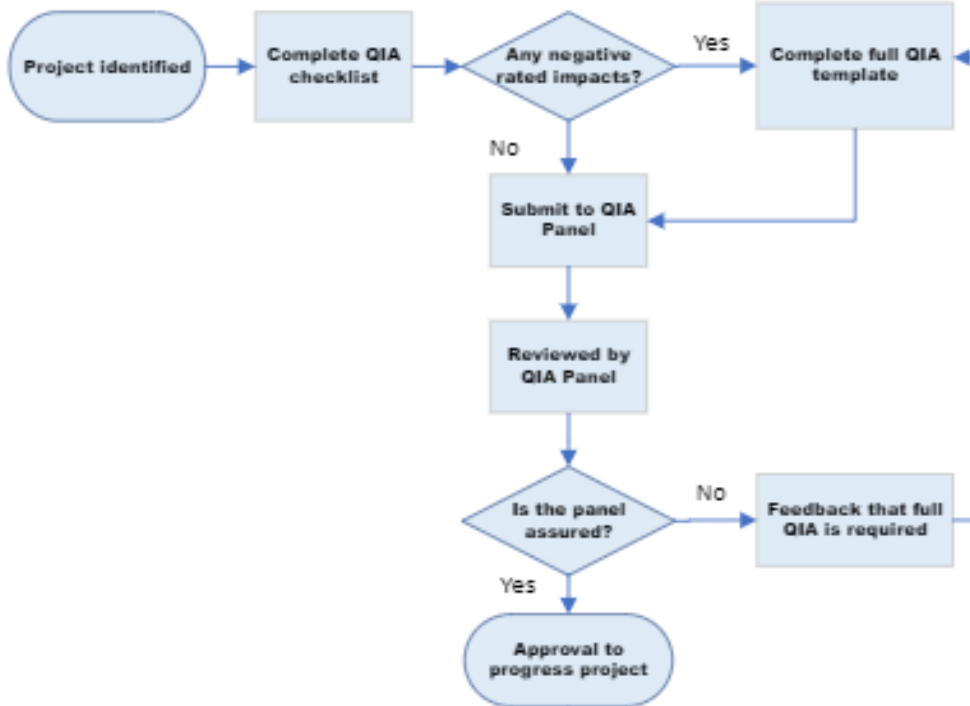 Project identified
Complete QIA
checklist
Any negative
rated impacts?
Yes
Complete full QIA
template
No
Submit to QIA
Panel
Reviewed by
QIA Panel
Is the panel
assured?
No
Feedback that full
QIA is required
Yes
Approval to
progress project